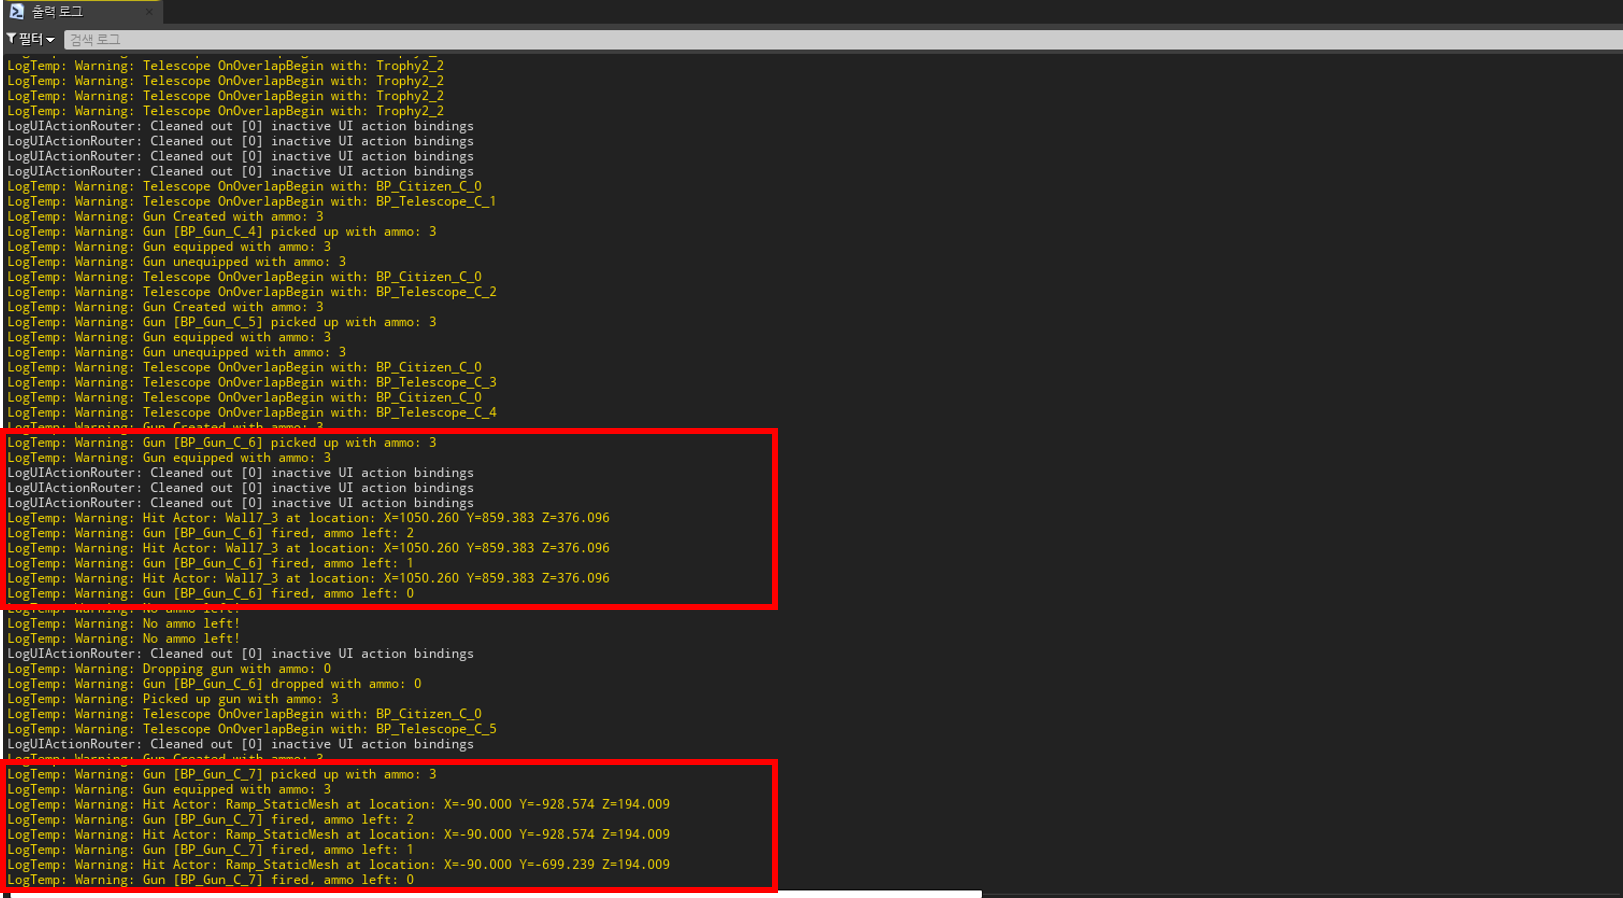 출력 로그
필터
검색 로그
LogTemp: Warning: Telescope OnOverlapBegin with: Trophy2_2
LogTemp: Warning: Telescope OnOverlapBegin with: Trophy2_2
LogTemp: Warning: Telescope OnOverlapBegin with: Trophy2_2
LogTemp: Warning: Telescope OnOverlapBegin with: Trophy2_2
LogUIActionRouter: Cleaned out [0] inactive UI action bindings
LogUIActionRouter: Cleaned out [0] inactive UI action bindings
LogUIActionRouter: Cleaned out [0] inactive UI action bindings
LogUIActionRouter: Cleaned out [0] inactive UI action bindings
LogTemp: Warning: Telescope OnOverlapBegin with: BP_Citizen_C_0
LogTemp: Warning: Telescope OnOverlapBegin with: BP_Telescope_C_1
LogTemp: Warning: Gun Created with ammo: 3
LogTemp: Warning: Gun [BP_Gun_C_4] picked up with ammo: 3
LogTemp: Warning: Gun equipped with ammo: 3
LogTemp: Warning: Gun unequipped with ammo: 3
LogTemp: Warning: Telescope OnOverlapBegin with: BP_Citizen_C_0
LogTemp: Warning: Telescope OnOverlapBegin with: BP_Telescope_C_2
LogTemp: Warning: Gun Created with ammo: 3
LogTemp: Warning: Gun [BP_Gun_C_5] picked up with ammo: 3
LogTemp: Warning: Gun equipped with ammo: 3
LogTemp: Warning: Gun unequipped with ammo: 3
LogTemp: Warning: Telescope OnOverlapBegin with: BP_Citizen_C_0
LogTemp: Warning: Telescope OnOverlapBegin with: BP_Telescope_C_3
LogTemp: Warning: Telescope OnOverlapBegin with: BP_Citizen_C_0
LogTemp: Warning: Telescope OnOverlapBegin with: BP_Telescope_C_4
LogTemp: Warning: Gun Created with ammo: 3
LogTemp: Warning: Gun [BP_Gun_C_6] picked up with ammo: 3
LogTemp: Warning: Gun equipped with ammo: 3
LogUIActionRouter: Cleaned out [0] inactive UI action bindings
LogUIActionRouter: Cleaned out [0] inactive UI action bindings
LogUIActionRouter: Cleaned out [0] inactive UI action bindings
LogTemp: Warning: Hit Actor: Wall7_3 at location: X=1050.260 Y=859.383 Z=376.096
LogTemp: Warning: Gun [BP_Gun_C_6] fired, ammo left: 2
LogTemp: Warning: Hit Actor: Wall7_3 at location: X=1050.260 Y=859.383 Z=376.096
LogTemp: Warning: Gun [BP_Gun_C_6] fired, ammo left: 1
LogTemp: Warning: Hit Actor: Wall7_3 at location: X=1050.260 Y=859.383 Z=376.096
LogTemp: Warning: Gun [BP_Gun_C_6] fired, ammo left: 0
LogTemp: Warning: No ammo left!
LogTemp: Warning: No ammo left!
LogTemp: Warning: No ammo left!
LogUIActionRouter: Cleaned out [0] inactive UI action bindings
LogTemp: Warning: Dropping gun with ammo: 0
LogTemp: Warning: Gun [BP_Gun_C_6] dropped with ammo: 0
LogTemp: Warning: Picked up gun with ammo: 3
LogTemp: Warning: Telescope OnOverlapBegin with: BP_Citizen_C_0
LogTemp: Warning: Telescope OnOverlapBegin with: BP_Telescope_C_5
LogUIActionRouter: Cleaned out [0] inactive UI action bindings
LogTemp: Warning: Gun Created with ammo: 3
LogTemp: Warning: Gun [BP_Gun_C_7] picked up with ammo: 3
LogTemp: Warning: Gun equipped with ammo: 3
LogTemp: Warning: Hit Actor: Ramp_StaticMesh at location: X=-90.000 Y=-928.574 Z=194.009
LogTemp: Warning: Gun [BP_Gun_C_7] fired, ammo left: 2
LogTemp: Warning: Hit Actor: Ramp_StaticMesh at location: X=-90.000 Y=-928.574 Z=194.009
LogTemp: Warning: Gun [BP_Gun_C_7] fired, ammo left: 1
LogTemp: Warning: Hit Actor: Ramp_StaticMesh at location: X=-90.000 Y=-699.239 Z=194.009
LogTemp: Warning: Gun [BP_Gun_C_7] fired, ammo left: 0